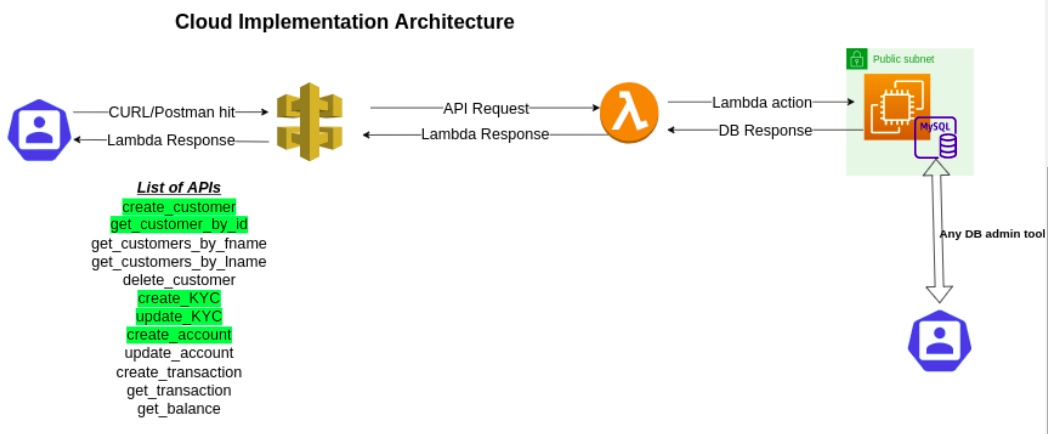 Cloud Implementation Architecture
Public subnet
CURL/Postman hit
API Request
Lambda action
Lambda Response
Lambda Response
DB Response
MySQL
List of APIs
create_customer
get_customer_by_id
get_customers_by_fname
get_customers_by_lname
delete_customer
create_KYC
update_KYC
create_account
update_account
create_transaction
get_transaction
get_balance
Any DB admin tool